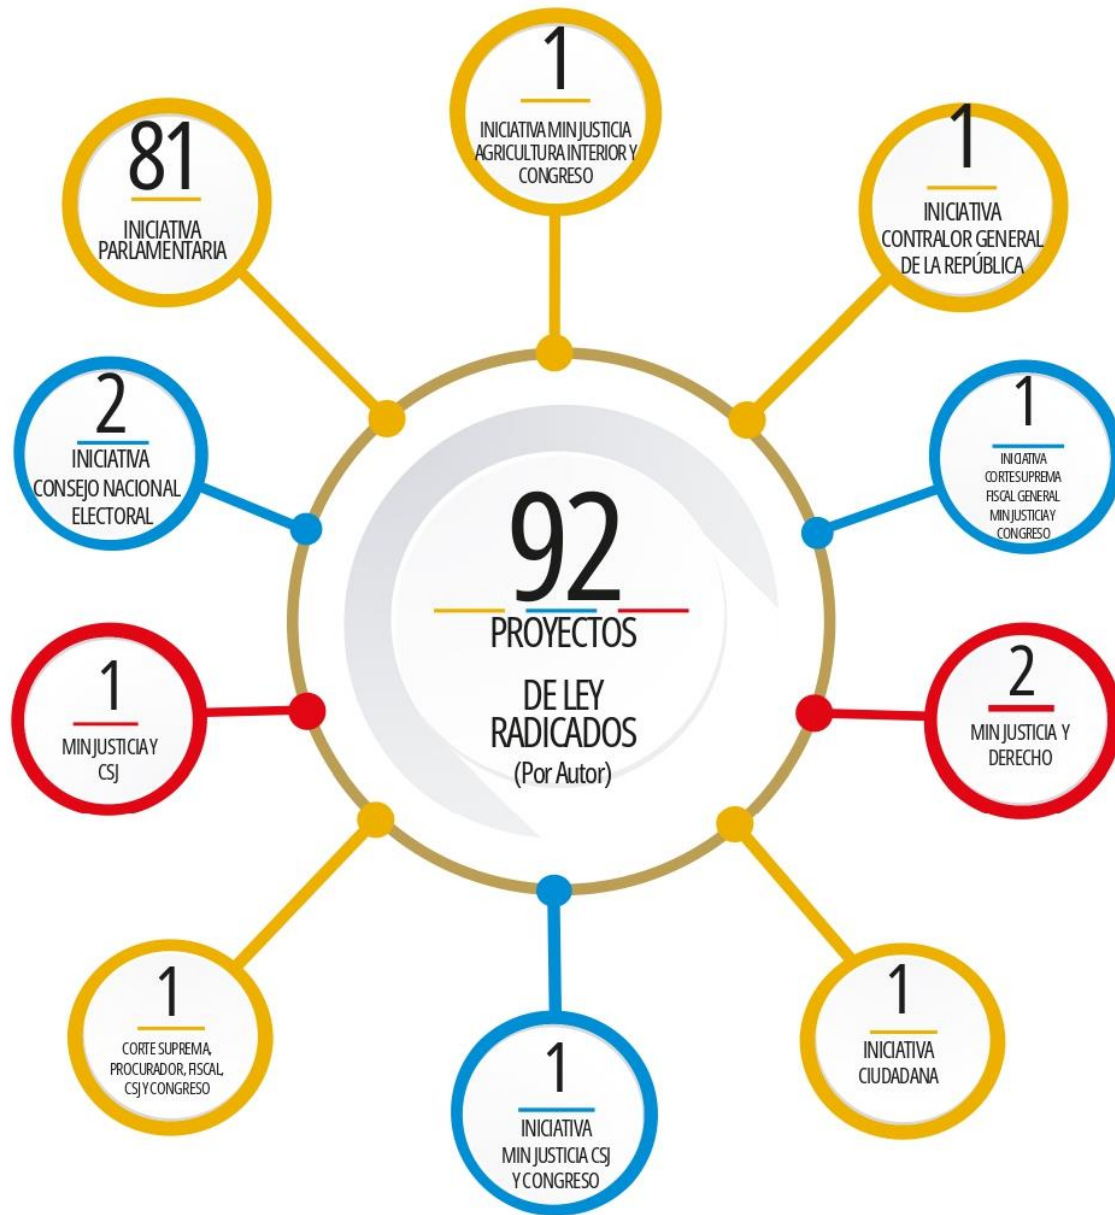 1
INICIATIVA MIN JUSTICIA
AGRICULTURA INTERIOR Y
CONGRESO
81
INICIATIVA
PARLAMENTARIA
1
INICIATIVA
CONTRALOR GENERAL
DE LA REPÚBLICA
2
INICIATIVA
CONSEJO NACIONAL
ELECTORAL
1
INICIATIVA
CORTE SUPREMA
FISCAL GENERAL
MIN JUSTICIA Y
CONGRESO
92
PROYECTOS
DE LEY
RADICADOS
(Por Autor)
1
MIN JUSTICIA Y
CSJ
2
MIN JUSTICIA Y
DERECHO
1
CORTE SUPREMA,
PROCURADOR, FISCAL,
CSJ Y CONGRESO
1
INICIATIVA
MIN JUSTICIA CSJ
Y CONGRESO
1
INICIATIVA
CIUDADANA